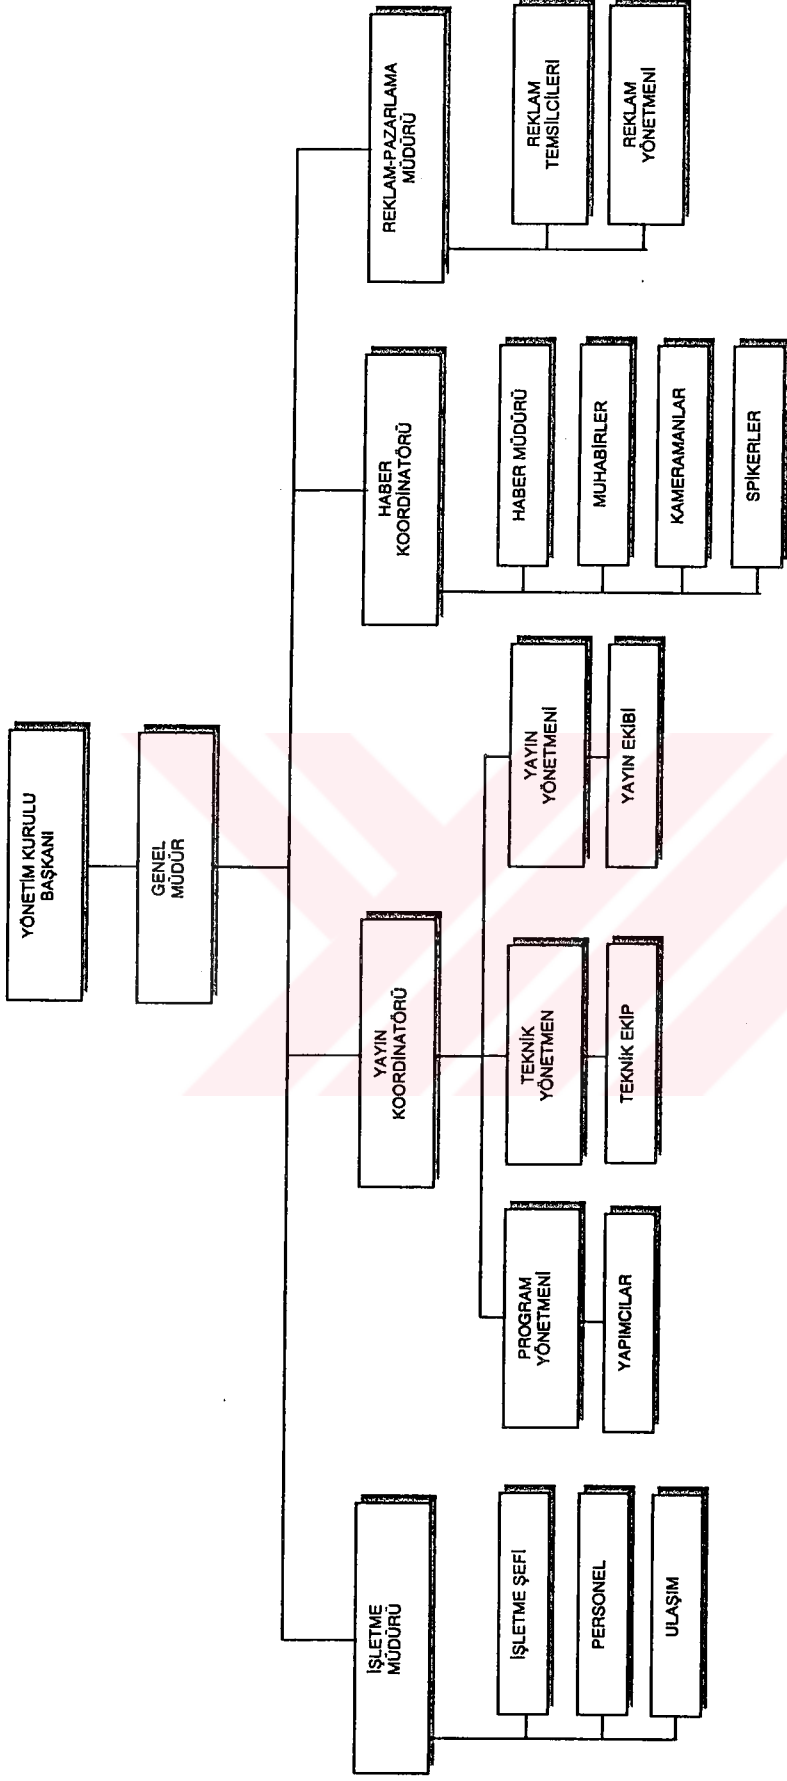 YÖNETİM KURULU
BAŞKANI
GENEL
MÜDÜR
İŞLETME
MÜDÜRÜ
YAYIN
KOORDİNATÖRÜ
HABER
KOORDİNATÖRÜ
REKLAM-PAZARLAMA
MÜDÜRÜ
İŞLETME ŞEFİ
PERSONEL
ULAŞIM
PROGRAM
YÖNETMENİ
YAPIMCILAR
TEKNİK
YÖNETMEN
TEKNİK EKİP
YAYIN
YÖNETMENİ
YAYIN EKİBİ
HABER MÜDÜRÜ
MUHABİRLER
KAMERAMANLAR
SPİKERLER
REKLAM
TEMSİLCİLERİ
REKLAM
YÖNETMENİ